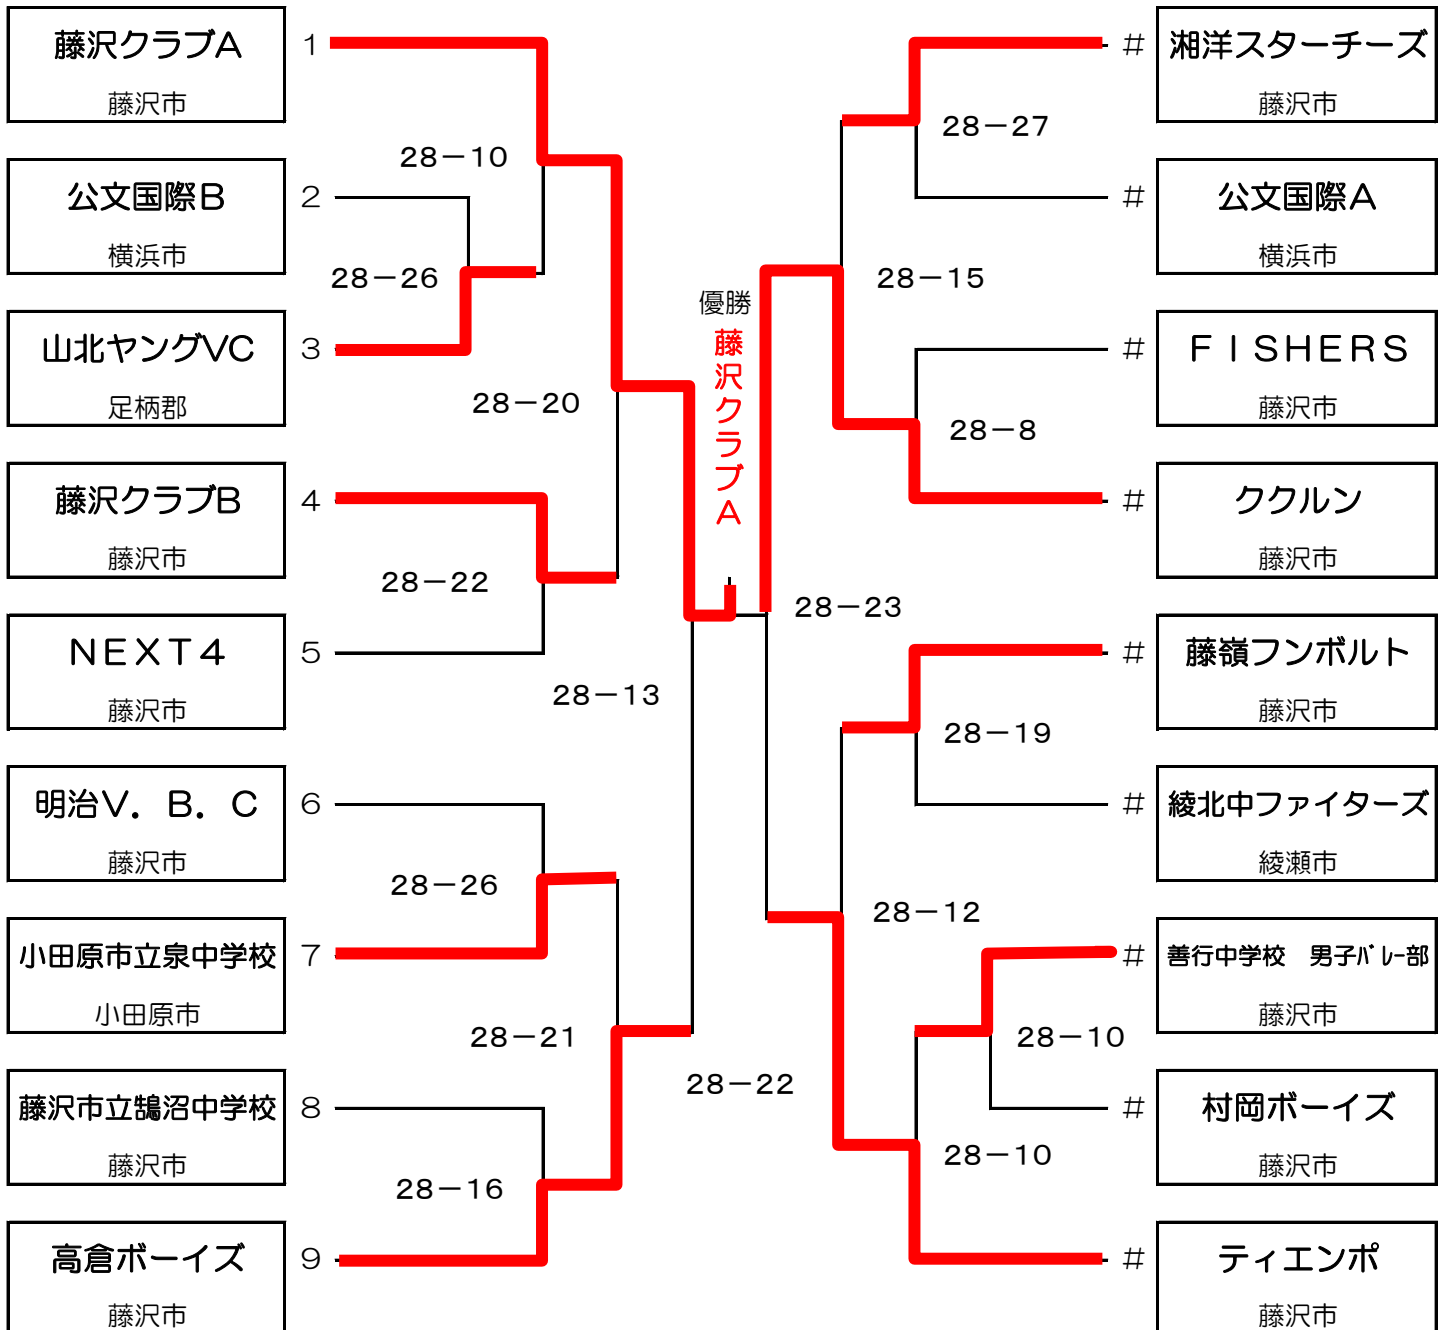 藤沢クラブA
藤沢市
1
公文国際B
横浜市
2
山北ヤングVC
足柄郡
3
藤沢クラブB
藤沢市
4
NEXT4
藤沢市
5
明治V．B．C
藤沢市
6
小田原市立泉中学校
小田原市
7
藤沢市立鵠沼中学校
藤沢市
8
高倉ボーイズ
藤沢市
9
28－10
28－26
28－20
28－22
28－13
28－26
28－21
28－16
優勝
藤沢クラブA
28－22
28－23
28－27
28－15
28－8
28－19
28－12
28－10
28－10
#
湘洋スターチーズ
藤沢市
#
公文国際A
横浜市
#
FISHERS
藤沢市
#
ククルン
藤沢市
#
藤嶺フンボルト
藤沢市
#
綾北中ファイターズ
綾瀬市
#
善行中学校　男子ﾊﾞﾚｰ部
藤沢市
#
村岡ボーイズ
藤沢市
#
ティエンポ
藤沢市